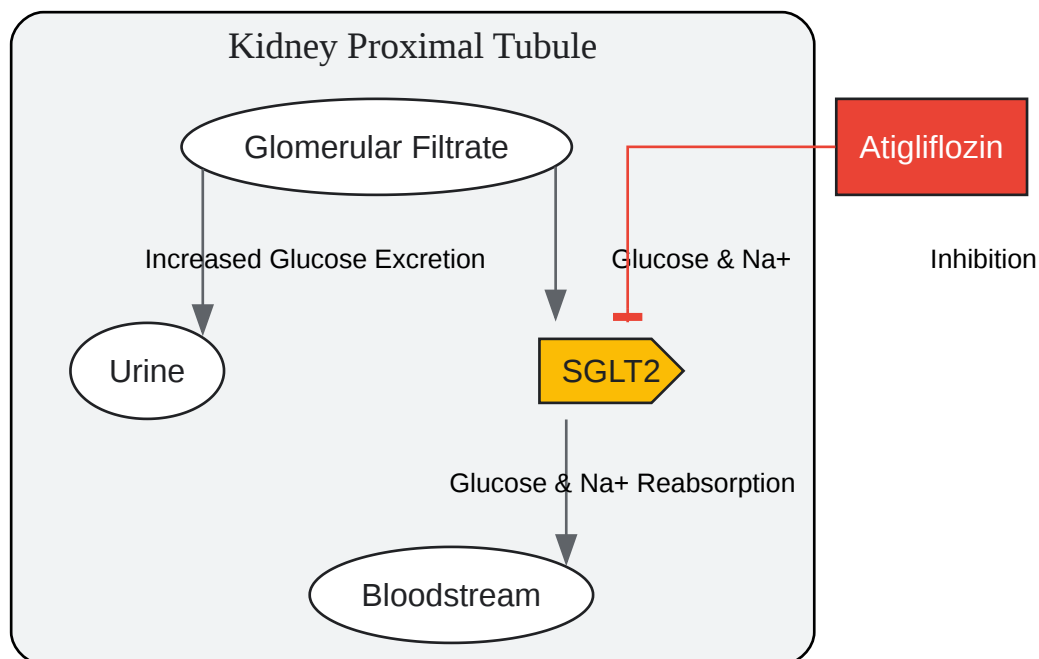 Kidney Proximal Tubule
Glomerular Filtrate
Atigliflozin
Increased Glucose Excretion
Glucose & Na+
Inhibition
Urine
SGLT2
Glucose & Na+ Reabsorption
Bloodstream